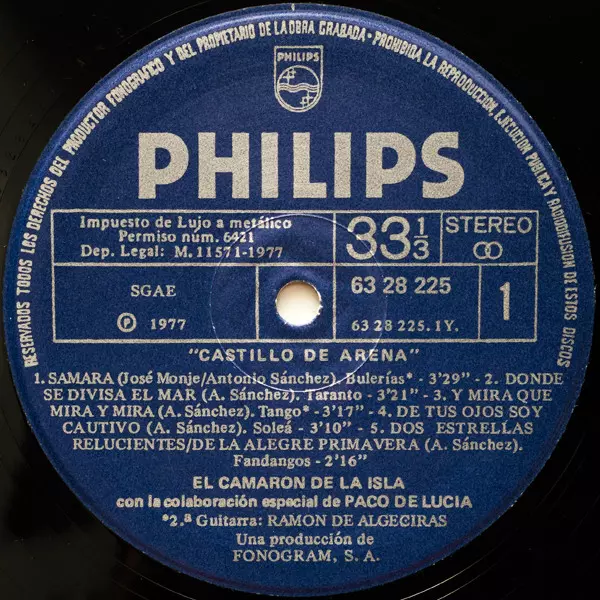 RESERVADOS TODOS LOS DERECHOS DEL PRODUCTOR FONOGRAFICO Y DEL PROPIETARIO DE LA OBRA GRABADA - PROHIBIDA LA REPRODUCCION, EJECUCION PUBLICA Y RADIODIFUSION DE ESTOS DISCOS
PHILIPS
PHILIPS
Impuesto de Lujo a metálico
Permiso núm. 6421
Dep. Legal: M. 11571-1977
33 1/3
STEREO
SGAE
℗ 1977
63 28 225
63 28 225. 1 Y.
1
"CASTILLO DE ARENA"
1. SAMARA (José Monje/Antonio Sánchez). Bulerías* - 3'29" - 2. DONDE
SE DIVISA EL MAR (A. Sánchez). Taranto - 3'21" - 3. Y MIRA QUE
MIRA Y MIRA (A. Sánchez). Tango* - 3'17" - 4. DE TUS OJOS SOY
CAUTIVO (A. Sánchez). Soleá - 3'10" - 5. DOS ESTRELLAS
RELUCIENTES/DE LA ALEGRE PRIMAVERA (A. Sánchez).
Fandangos - 2'16"
EL CAMARON DE LA ISLA
con la colaboración especial de PACO DE LUCIA
*2.ª Guitarra: RAMON DE ALGECIRAS
Una producción de
FONOGRAM, S. A.